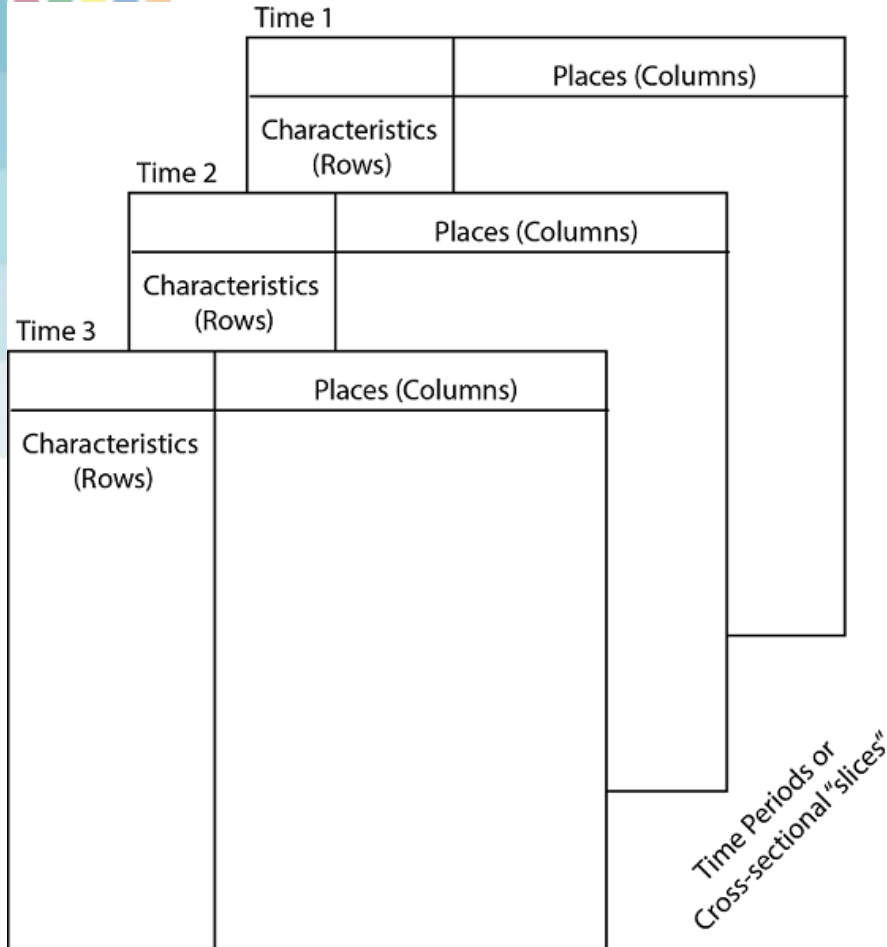 Time 1
Places (Columns)
Characteristics
(Rows)
Time 2
Places (Columns)
Characteristics
(Rows)
Time 3
Places (Columns)
Characteristics
(Rows)
Time Periods or
Cross-sectional "slices"